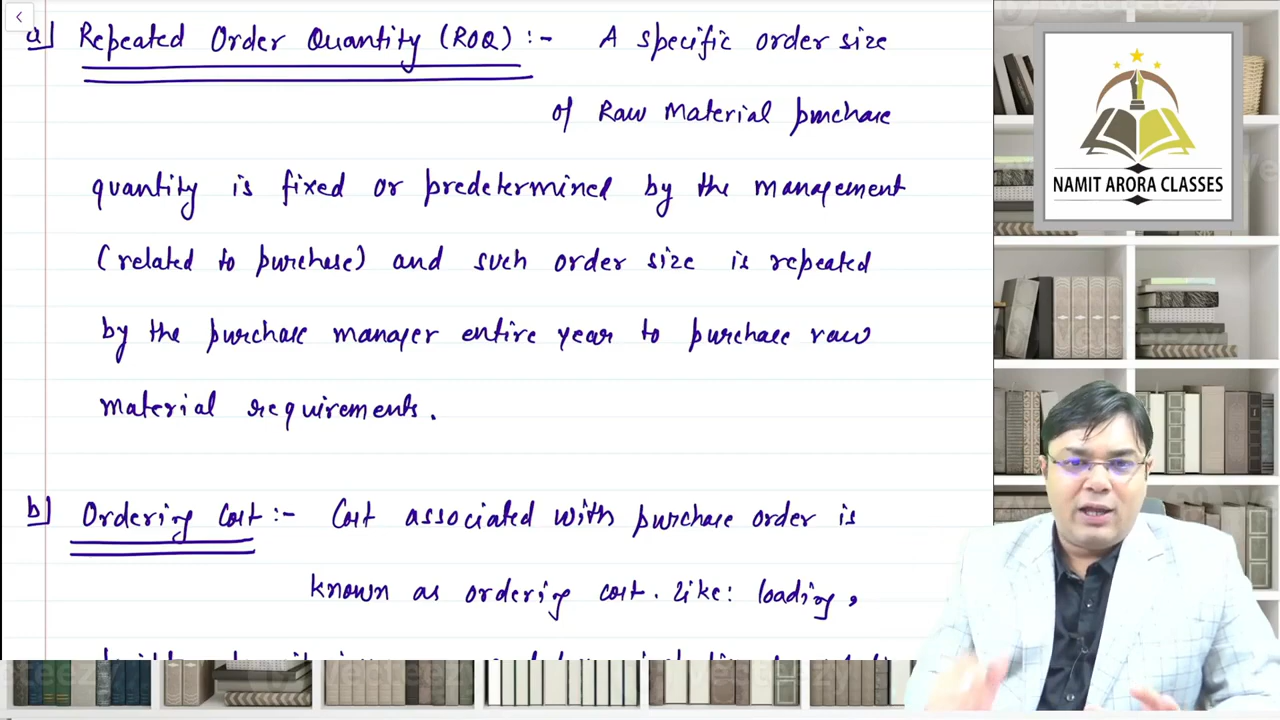 a] Repeated Order Quantity (ROQ) :- A specific order size
of Raw Material purchase
quantity is fixed or predetermined by the management
(related to purchase) and such order size is repeated
by the purchase manager entire year to purchase raw
material requirements.
b] Ordering Cost :- Cost associated with purchase order is
known as ordering cost. Like: loading,
NAMIT ARORA CLASSES